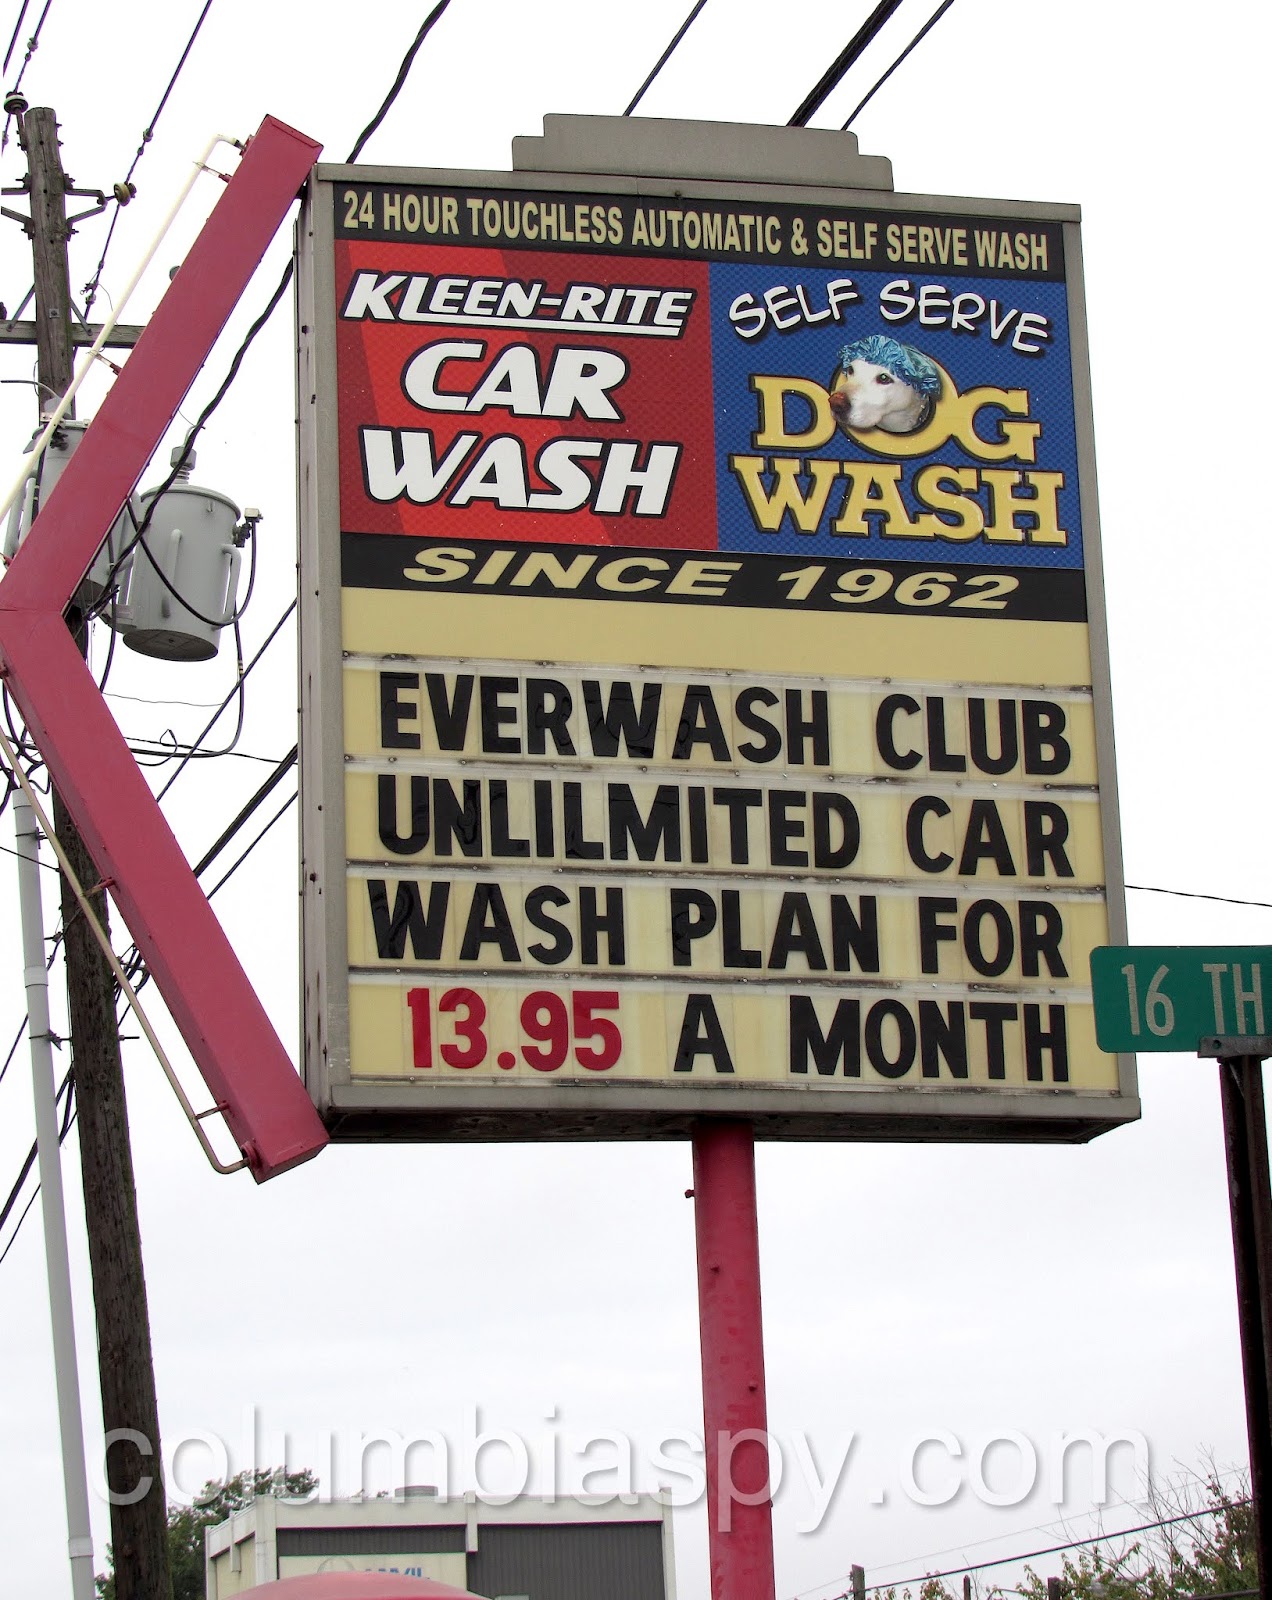 24 HOUR TOUCHLESS AUTOMATIC & SELF SERVE WASH
KLEEN-RITE
CAR
WASH
SELF SERVE
DOG
WASH
SINCE 1962
EVERWASH CLUB
UNLILMITED CAR
WASH PLAN FOR
13.95 A MONTH
16 TH
columbiaspy.com